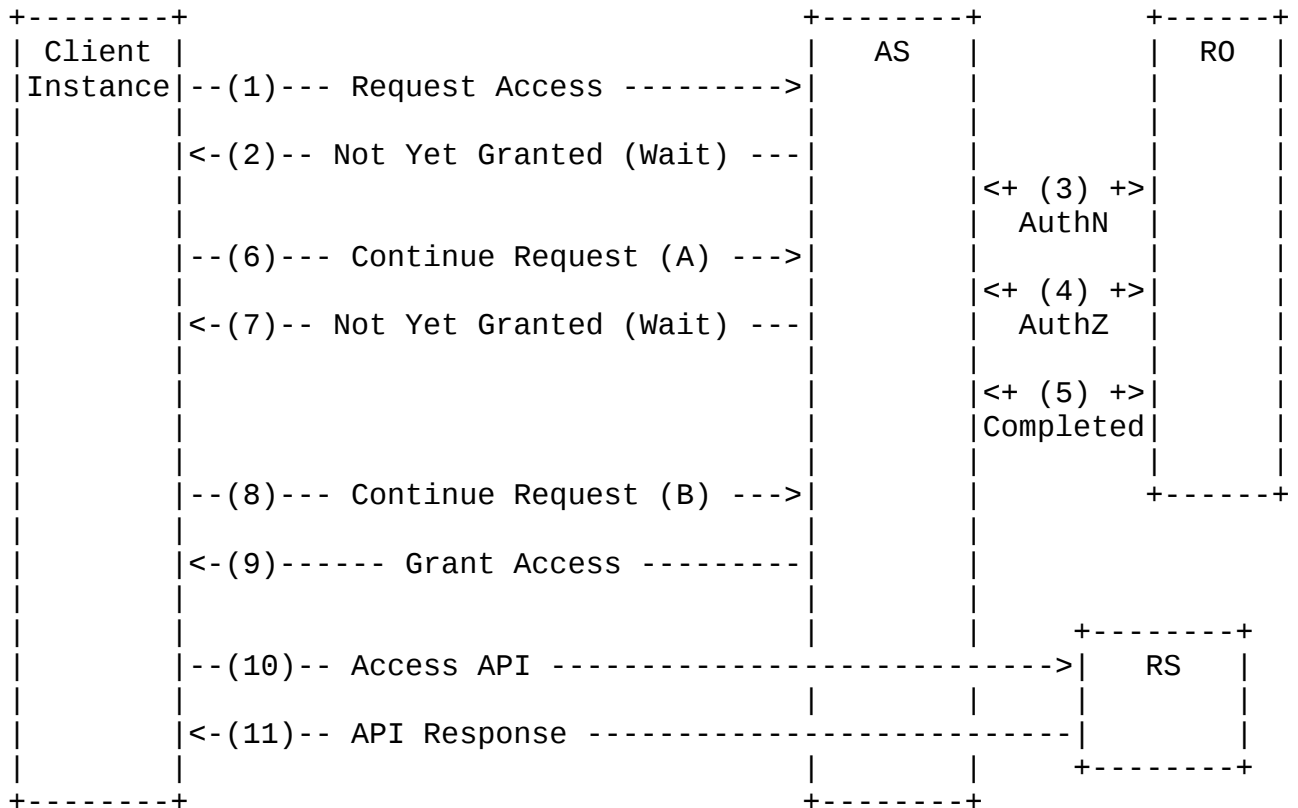 +--------+                                  +--------+         +------+
| Client |                                  |   AS   |         |  RO  |
|Instance|--(1)--- Request Access --------->|        |         |      |
|        |                                  |        |         |      |
|        |<-(2)-- Not Yet Granted (Wait) ---|        |         |      |
|        |                                  |        |<+ (3) +>|      |
|        |                                  |        |  AuthN  |      |
|        |--(6)--- Continue Request (A) --->|        |         |      |
|        |                                  |        |<+ (4) +>|      |
|        |<-(7)-- Not Yet Granted (Wait) ---|        |  AuthZ  |      |
|        |                                  |        |         |      |
|        |                                  |        |<+ (5) +>|      |
|        |                                  |        |Completed|      |
|        |                                  |        |         |      |
|        |--(8)--- Continue Request (B) --->|        |         +------+
|        |                                  |        |
|        |<-(9)------ Grant Access ---------|        |
|        |                                  |        |
|        |                                  |        |     +--------+
|        |--(10)-- Access API ---------------------------->|   RS   |
|        |                                  |        |     |        |
|        |<-(11)-- API Response ---------------------------|        |
|        |                                  |        |     +--------+
+--------+                                  +--------+